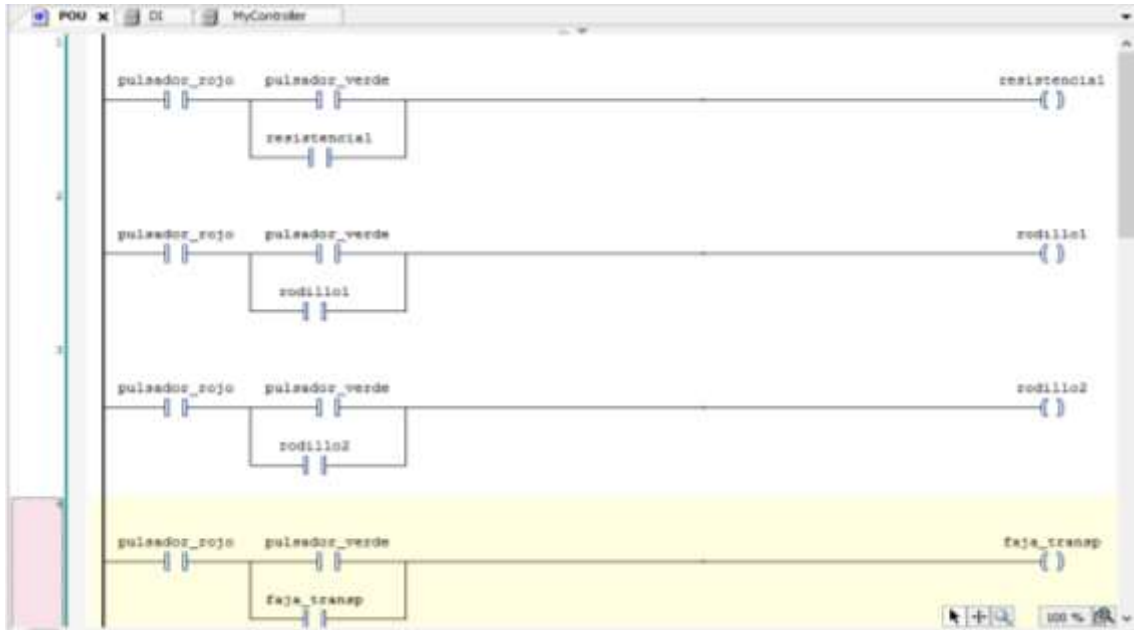 POU DI MyController
1
pulsador_rojo pulsador_verde resistencia1
resistencia1
2
pulsador_rojo pulsador_verde rodillo1
rodillo1
3
pulsador_rojo pulsador_verde rodillo2
rodillo2
4
pulsador_rojo pulsador_verde faja_transp
faja_transp
100 %